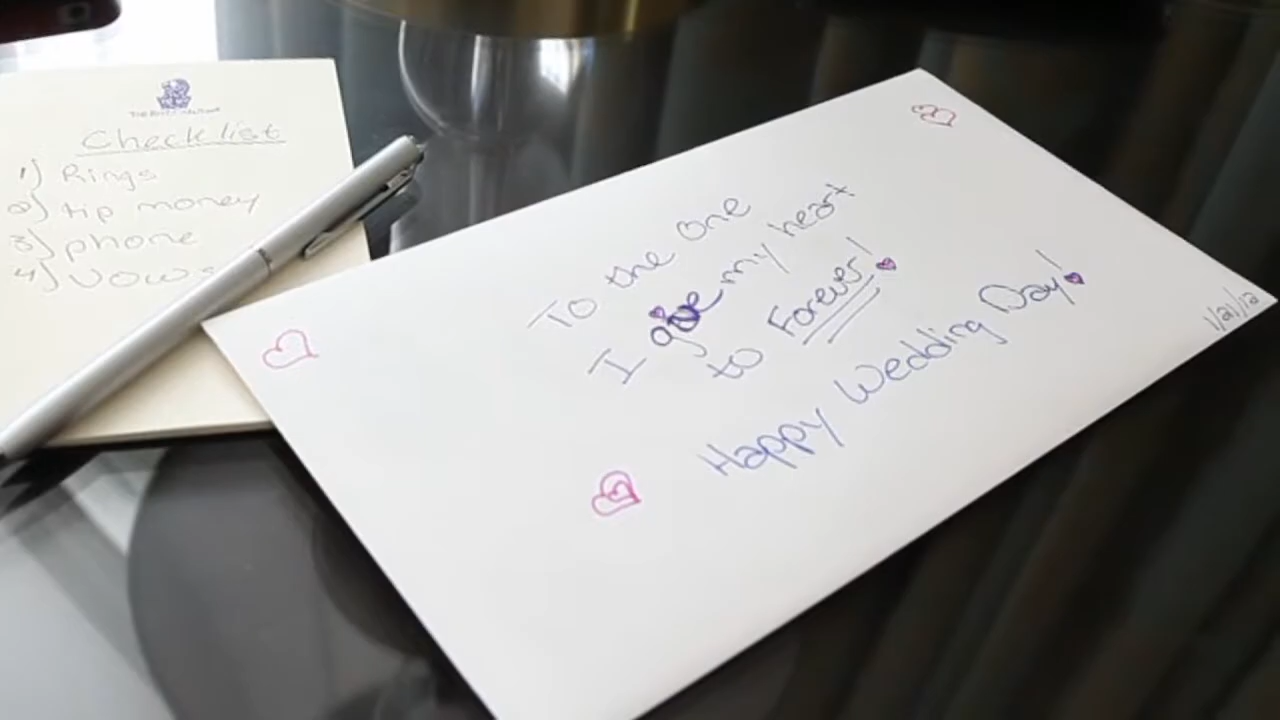 Checklist
1) Rings
2) tip money
3) phone
4) vows
To the One
I give my heart
to Forever!
Happy Wedding Day!
1/21/12